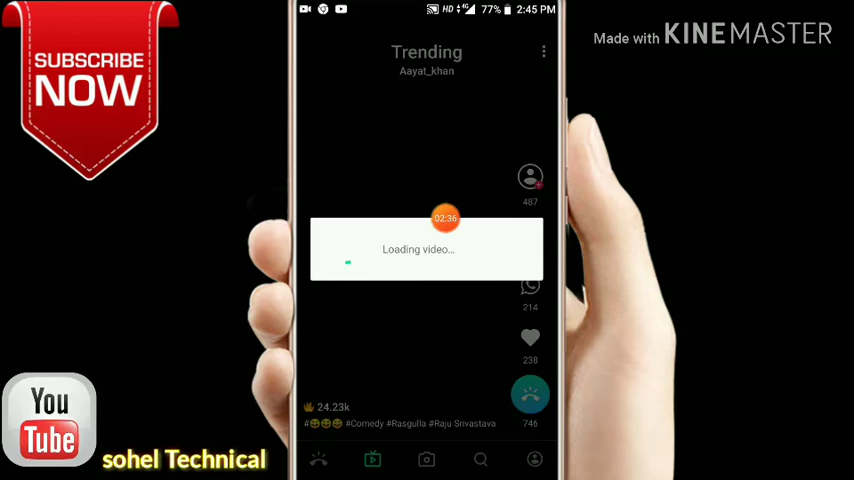 SUBSCRIBE
NOW
HD 4G 77% 2:45 PM
Made with KINEMASTER
Trending
Aayat_khan
487
02:36
Loading video...
214
238
24.23k
#😄😄😄 #Comedy #Rasgulla #Raju Srivastava
746
You
Tube
sohel Technical